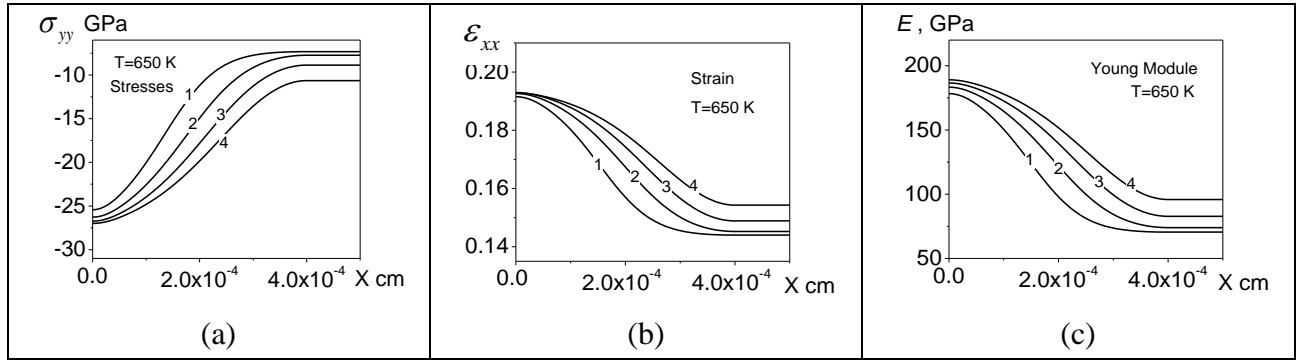 σyy GPa
T=650 K
Stresses
1
2
3
4
-10
-15
-20
-25
-30
0.0
2.0x10⁻⁴
4.0x10⁻⁴
X cm
(a)
εxx
Strain
T=650 K
1
2
3
4
0.20
0.18
0.16
0.14
0.0
2.0x10⁻⁴
4.0x10⁻⁴
X cm
(b)
E , GPa
Young Module
T=650 K
1
2
3
4
200
150
100
50
0.0
2.0x10⁻⁴
4.0x10⁻⁴
X cm
(c)